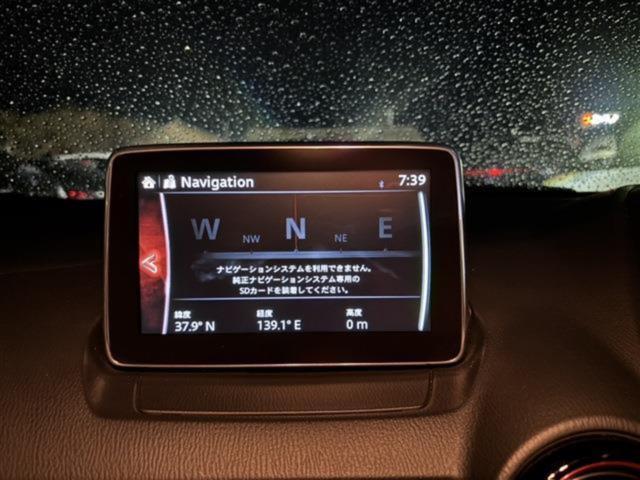 Navigation
7:39
W NW N NE E
ナビゲーションシステムを利用できません。
純正ナビゲーションシステム専用の
SDカードを装着してください。
緯度 経度 高度
37.9° N 139.1° E 0 m